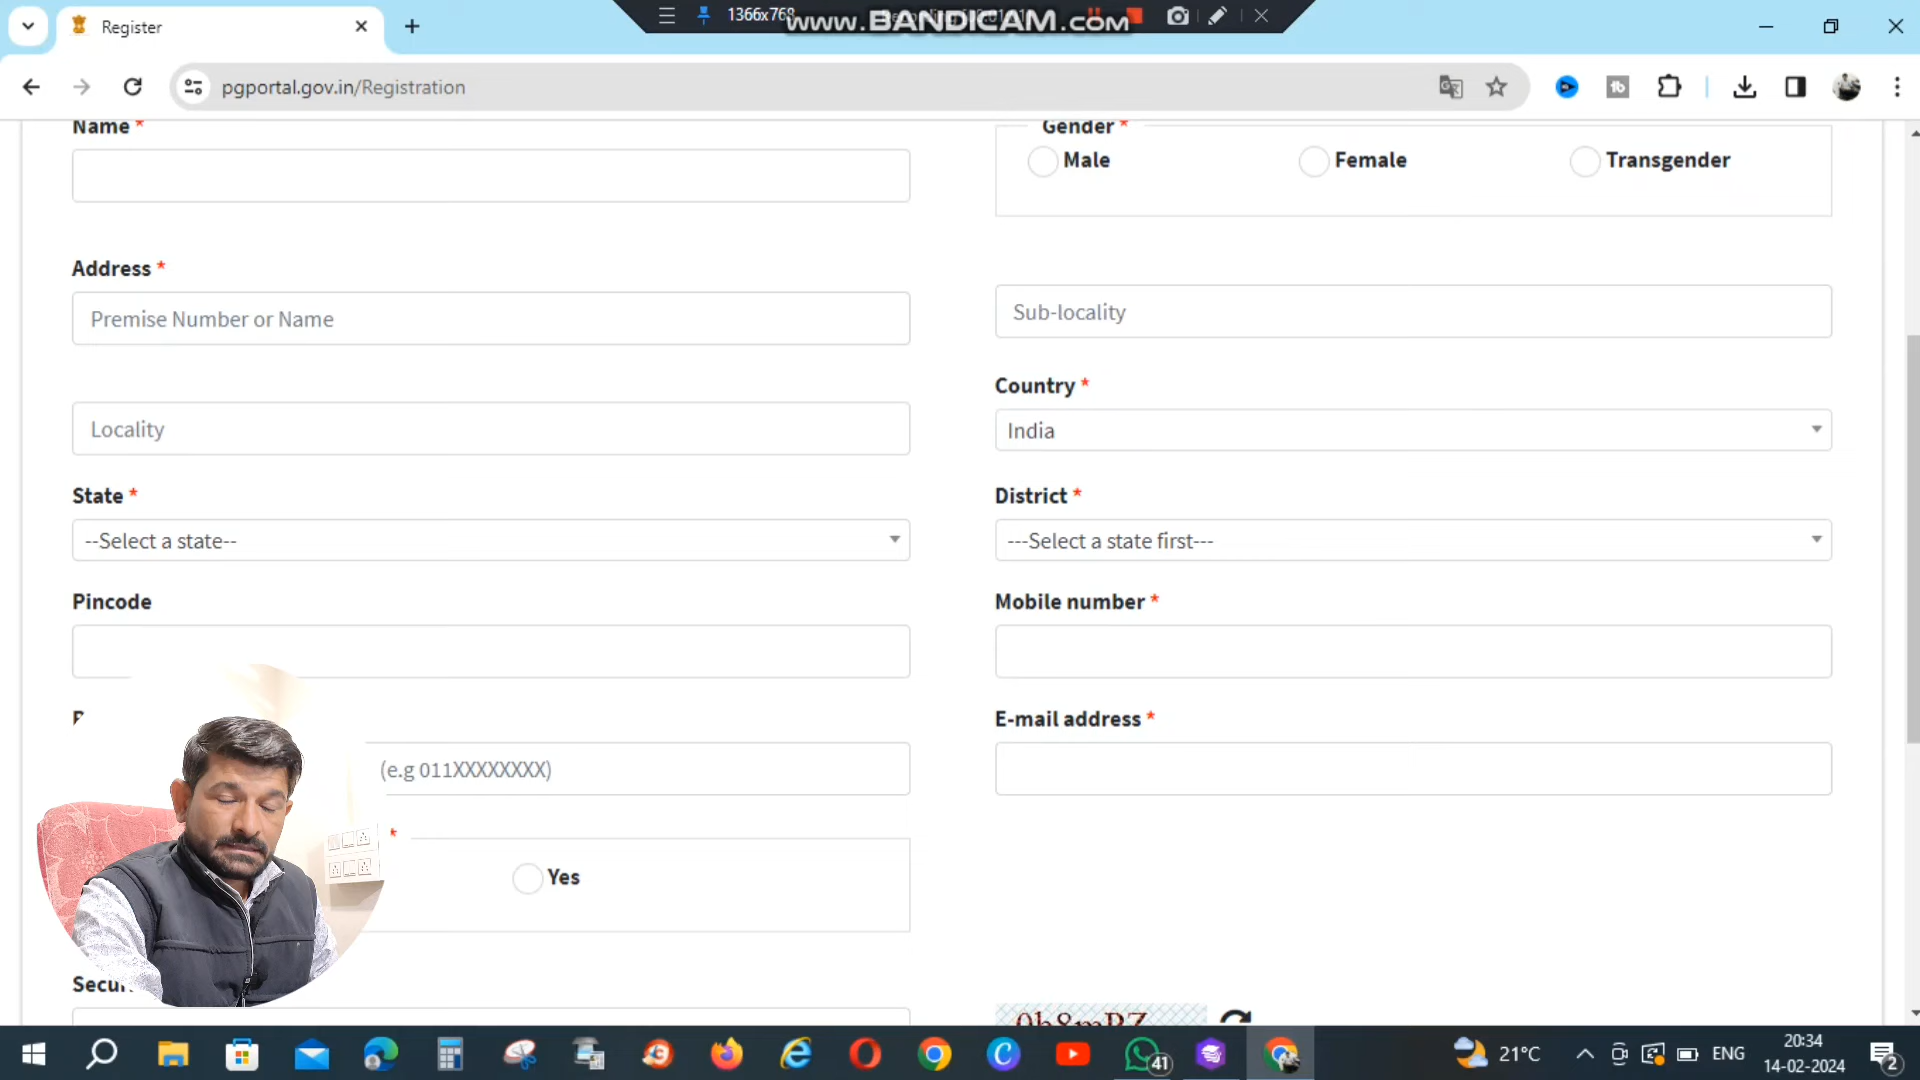 Register
1366x768
www.BANDICAM.com
pgportal.gov.in/Registration
Name *
Gender *
Male
Female
Transgender
Address *
Premise Number or Name
Sub-locality
Country *
Locality
India
State *
District *
--Select a state--
---Select a state first---
Pincode
Mobile number *
E-mail address *
(e.g 011XXXXXXXX)
*
Yes
Secur
0h8mRZ
41
21°C
ENG
20:34
14-02-2024
2